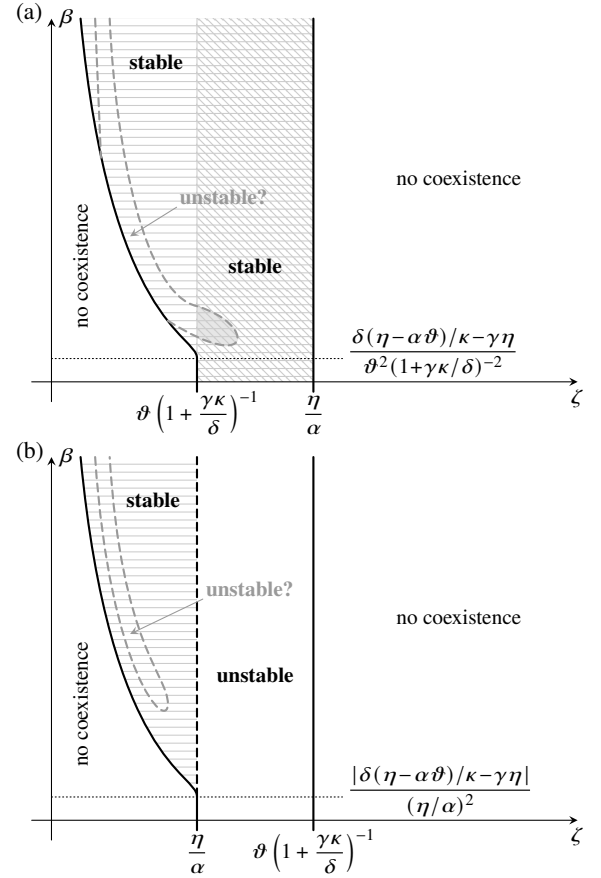 (a)
β
stable
unstable?
no coexistence
no coexistence
stable
δ(η−αϑ)/κ−γη
ϑ²(1+γκ/δ)⁻²
ϑ(1 + γκ/δ)⁻¹
η/α
ζ
(b)
β
stable
unstable?
no coexistence
no coexistence
unstable
|δ(η−αϑ)/κ−γη|
(η/α)²
η/α
ϑ(1 + γκ/δ)⁻¹
ζ